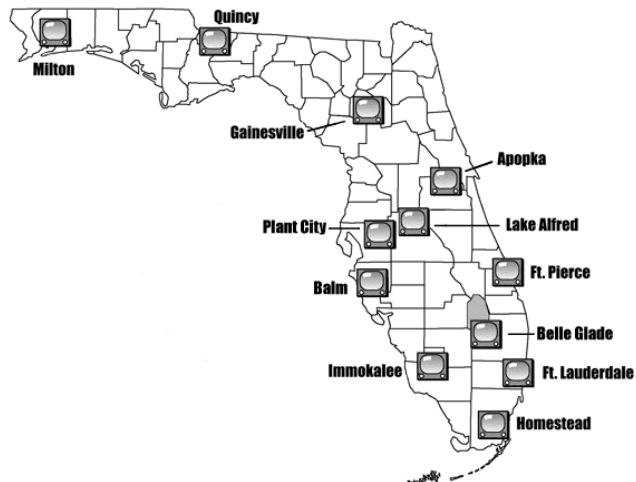 Quincy
Milton
Gainesville
Apopka
Plant City
Lake Alfred
Balm
Ft. Pierce
Belle Glade
Immokalee
Ft. Lauderdale
Homestead